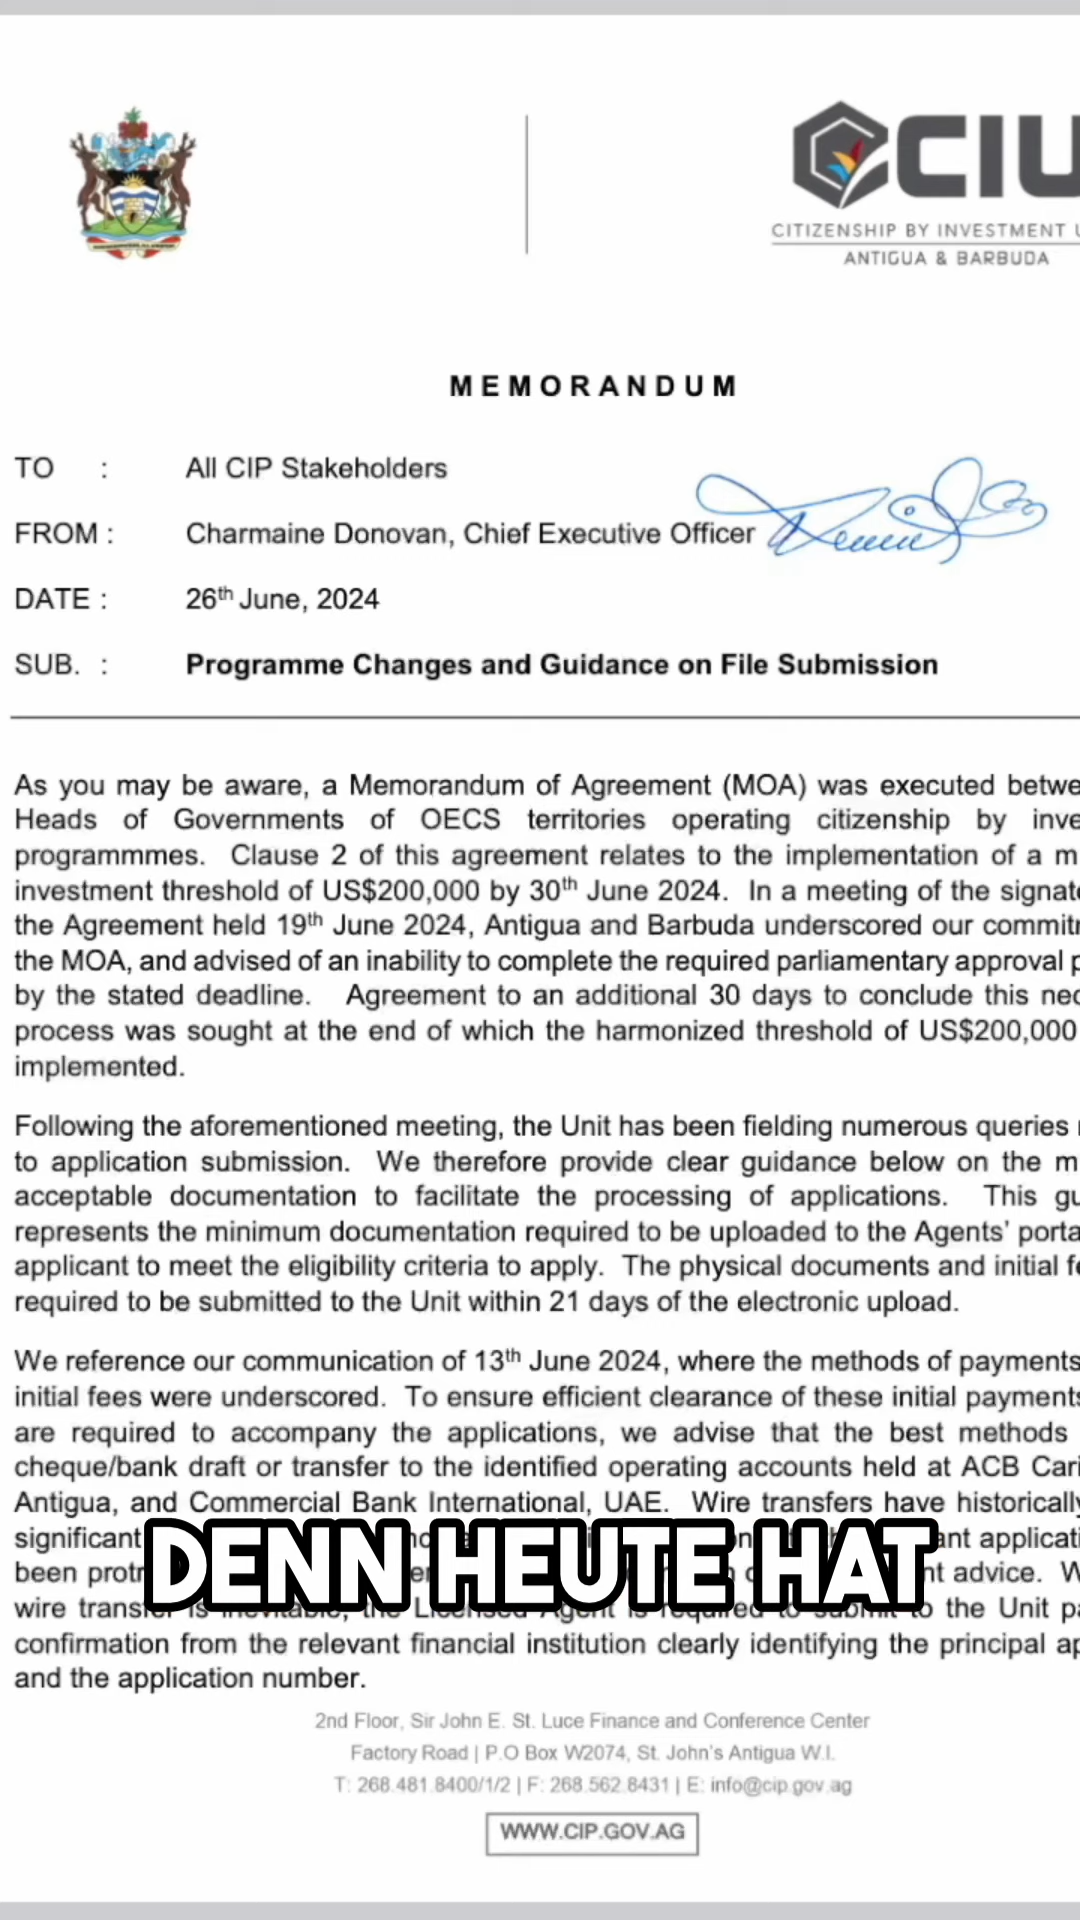 CIU
CITIZENSHIP BY INVESTMENT
ANTIGUA & BARBUDA
MEMORANDUM
TO : All CIP Stakeholders
FROM : Charmaine Donovan, Chief Executive Officer
DATE : 26th June, 2024
SUB. : Programme Changes and Guidance on File Submission
As you may be aware, a Memorandum of Agreement (MOA) was executed
Heads of Governments of OECS territories operating citizenship by
programmmes. Clause 2 of this agreement relates to the implementation of a
investment threshold of US$200,000 by 30th June 2024. In a meeting of the
the Agreement held 19th June 2024, Antigua and Barbuda underscored our
the MOA, and advised of an inability to complete the required parliamentary approval
by the stated deadline. Agreement to an additional 30 days to conclude this
process was sought at the end of which the harmonized threshold of US$200,000
implemented.
Following the aforementioned meeting, the Unit has been fielding numerous queries
to application submission. We therefore provide clear guidance below on the
acceptable documentation to facilitate the processing of applications. This
represents the minimum documentation required to be uploaded to the Agents'
applicant to meet the eligibility criteria to apply. The physical documents and initial
required to be submitted to the Unit within 21 days of the electronic upload.
We reference our communication of 13th June 2024, where the methods of payments
initial fees were underscored. To ensure efficient clearance of these initial payments
are required to accompany the applications, we advise that the best methods
cheque/bank draft or transfer to the identified operating accounts held at ACB
Antigua, and Commercial Bank International, UAE. Wire transfers have
significant
been advice.
wire is inevitable, the Licensed Agent is required to submit to the Unit
confirmation from the relevant financial institution clearly identifying the principal
and the application number.
DENN HEUTE HAT
2nd Floor, Sir John E. St. Luce Finance and Conference Center
Factory Road | P.O Box W2074, St. John's Antigua W.I.
T: 268.481.8400/1/2 | F: 268.562.8431 | E: info@cip.gov.ag
WWW.CIP.GOV.AG